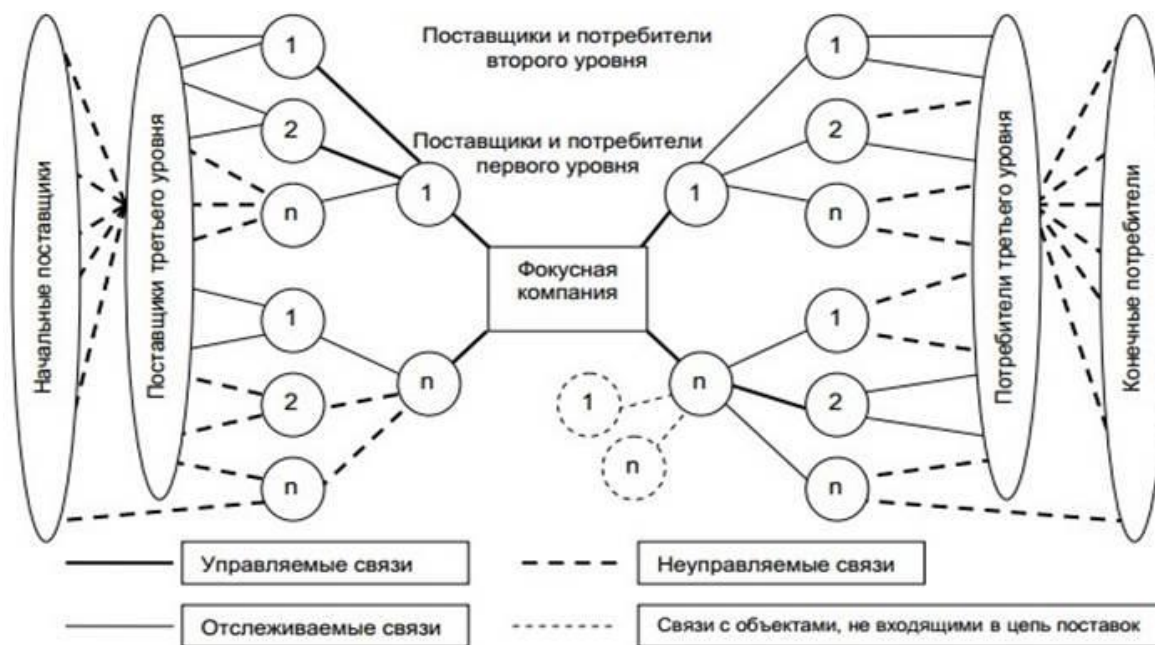 Поставщики и потребители
второго уровня
Поставщики и потребители
первого уровня
Начальные поставщики
Поставщики третьего уровня
1
2
n
1
1
2
n
n
Фокусная
компания
1
n
1
n
1
2
n
1
2
n
Потребители третьего уровня
Конечные потребители
Управляемые связи
Неуправляемые связи
Отслеживаемые связи
Связи с объектами, не входящими в цепь поставок